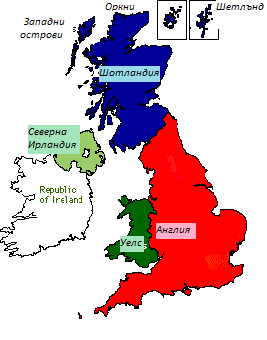 Оркни
Шетлънд
Западни
острови
Шотландия
Северна
Ирландия
Republic
of Ireland
Уелс
Англия